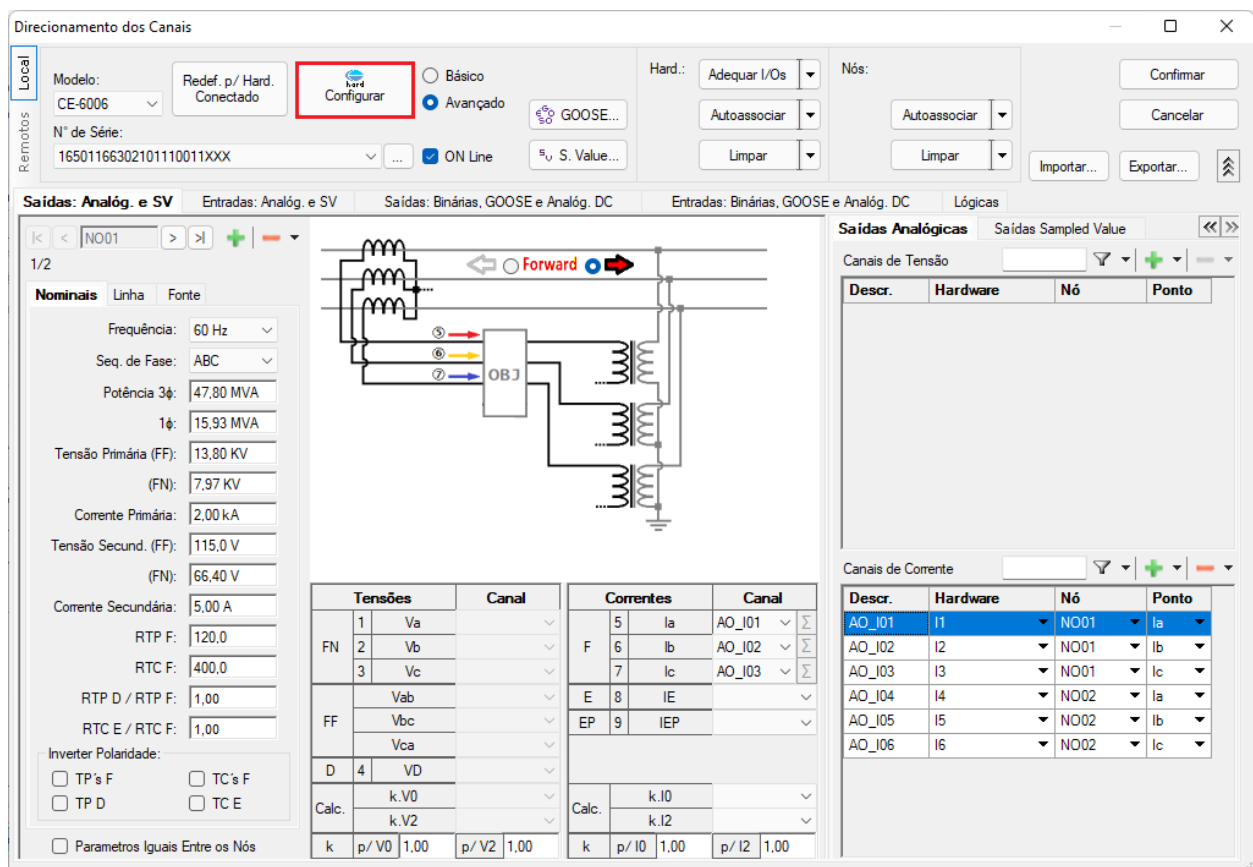 Direcionamento dos Canais
Local
Remotos
Modelo:
CE-6006
Redef. p/ Hard.
Conectado
hard
Configurar
Básico
Avançado
GOOSE...
N° de Série:
16501166302101110011XXX
...
ON Line
S. Value...
Hard.:
Adequar I/Os
Autoassociar
Limpar
Nós:
Autoassociar
Limpar
Confirmar
Cancelar
Importar...
Exportar...
Saídas: Analóg. e SV
Entradas: Analóg. e SV
Saídas: Binárias, GOOSE e Analóg. DC
Entradas: Binárias, GOOSE e Analóg. DC
Lógicas
NO01
1/2
Nominais Linha Fonte
Frequência: 60 Hz
Seq. de Fase: ABC
Potência 3ϕ: 47,80 MVA
1ϕ: 15,93 MVA
Tensão Primária (FF): 13,80 KV
(FN): 7,97 KV
Corrente Primária: 2,00 kA
Tensão Secund. (FF): 115,0 V
(FN): 66,40 V
Corrente Secundária: 5,00 A
RTP F: 120,0
RTC F: 400,0
RTP D / RTP F: 1,00
RTC E / RTC F: 1,00
Inverter Polaridade:
TP's F TC's F
TP D TC E
Parametros Iguais Entre os Nós
Forward
⑤
⑥
⑦
OBJ
Tensões Canal
FN
1 Va
2 Vb
3 Vc
FF
Vab
Vbc
Vca
D 4 VD
Calc.
k.V0
k.V2
k p/ V0 1,00 p/ V2 1,00
Correntes Canal
F
5 Ia AO_I01 Σ
6 Ib AO_I02 Σ
7 Ic AO_I03 Σ
E 8 IE
EP 9 IEP
Calc.
k.I0
k.I2
k p/ I0 1,00 p/ I2 1,00
Saídas Analógicas Saídas Sampled Value
Canais de Tensão
Descr. Hardware Nó Ponto
Canais de Corrente
Descr. Hardware Nó Ponto
AO_I01 I1 NO01 Ia
AO_I02 I2 NO01 Ib
AO_I03 I3 NO01 Ic
AO_I04 I4 NO02 Ia
AO_I05 I5 NO02 Ib
AO_I06 I6 NO02 Ic